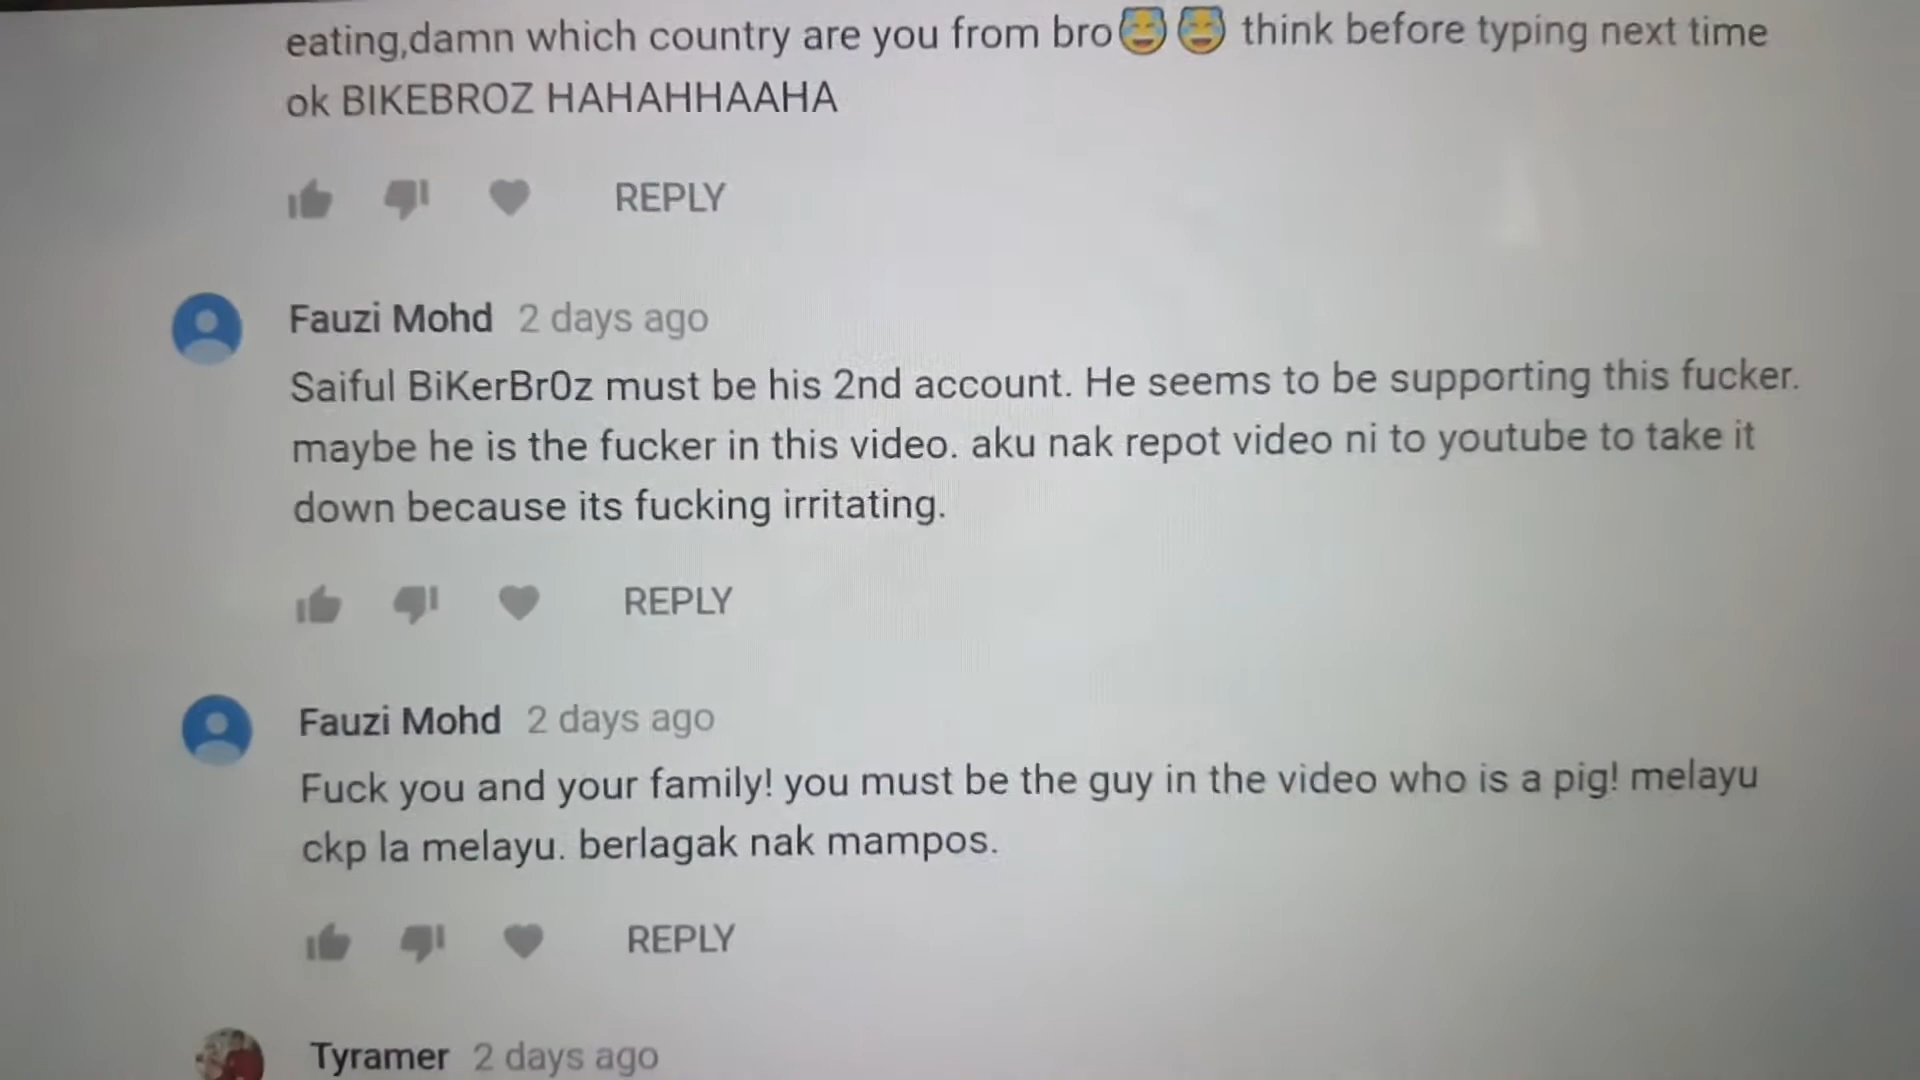 eating,damn which country are you from bro😇😇 think before typing next time
ok BIKEBROZ HAHAHHAAHA
REPLY
Fauzi Mohd 2 days ago
Saiful BiKerBr0z must be his 2nd account. He seems to be supporting this fucker.
maybe he is the fucker in this video. aku nak repot video ni to youtube to take it
down because its fucking irritating.
REPLY
Fauzi Mohd 2 days ago
Fuck you and your family! you must be the guy in the video who is a pig! melayu
ckp la melayu. berlagak nak mampos.
REPLY
Tyramer 2 days ago